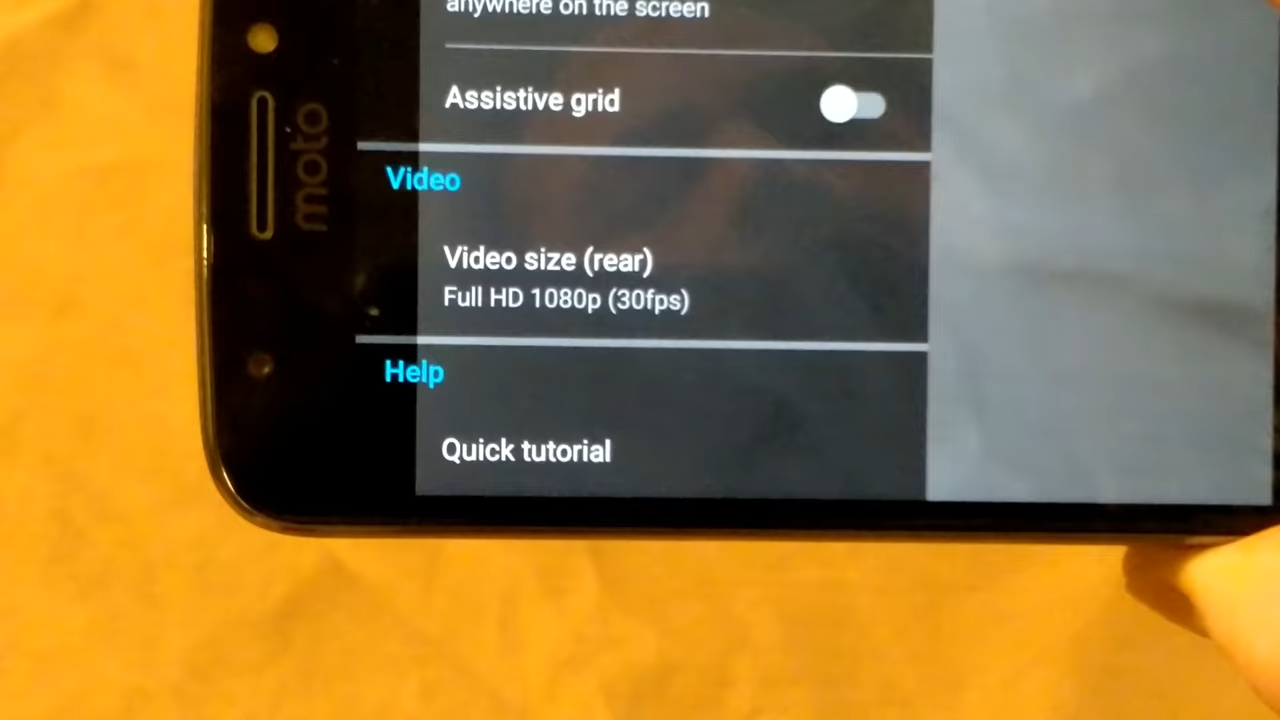 anywhere on the screen
Assistive grid
moto
Video
Video size (rear)
Full HD 1080p (30fps)
Help
Quick tutorial